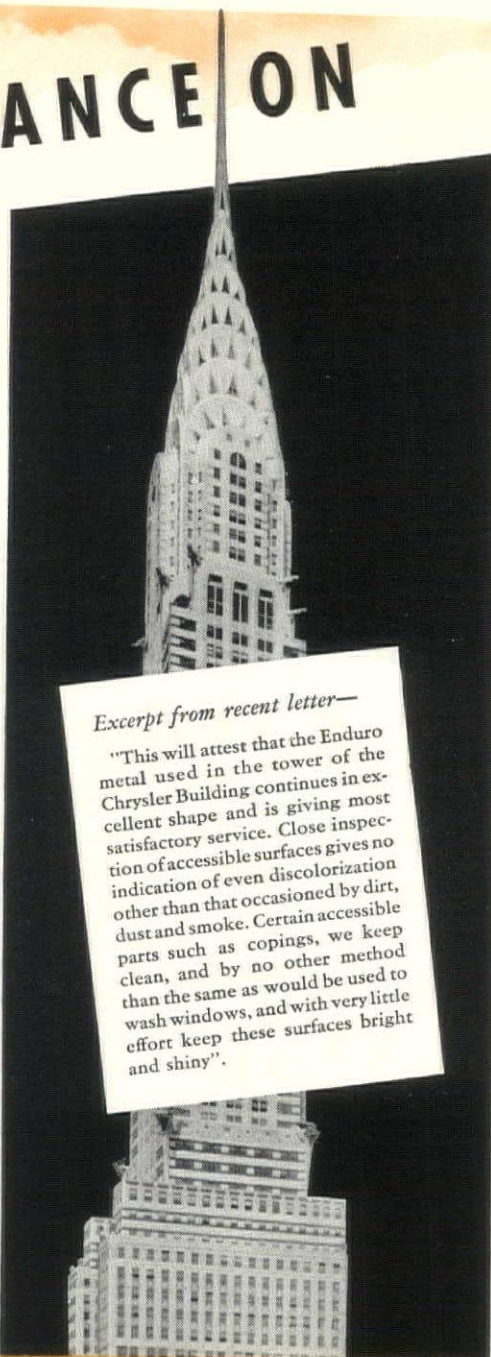 ANCE ON
Excerpt from recent letter—
"This will attest that the Enduro
metal used in the tower of the
Chrysler Building continues in ex-
cellent shape and is giving most
satisfactory service. Close inspec-
tion of accessible surfaces gives no
indication of even discolorization
other than that occasioned by dirt,
dust and smoke. Certain accessible
parts such as copings, we keep
clean, and by no other method
than the same as would be used to
wash windows, and with very little
effort keep these surfaces bright
and shiny".